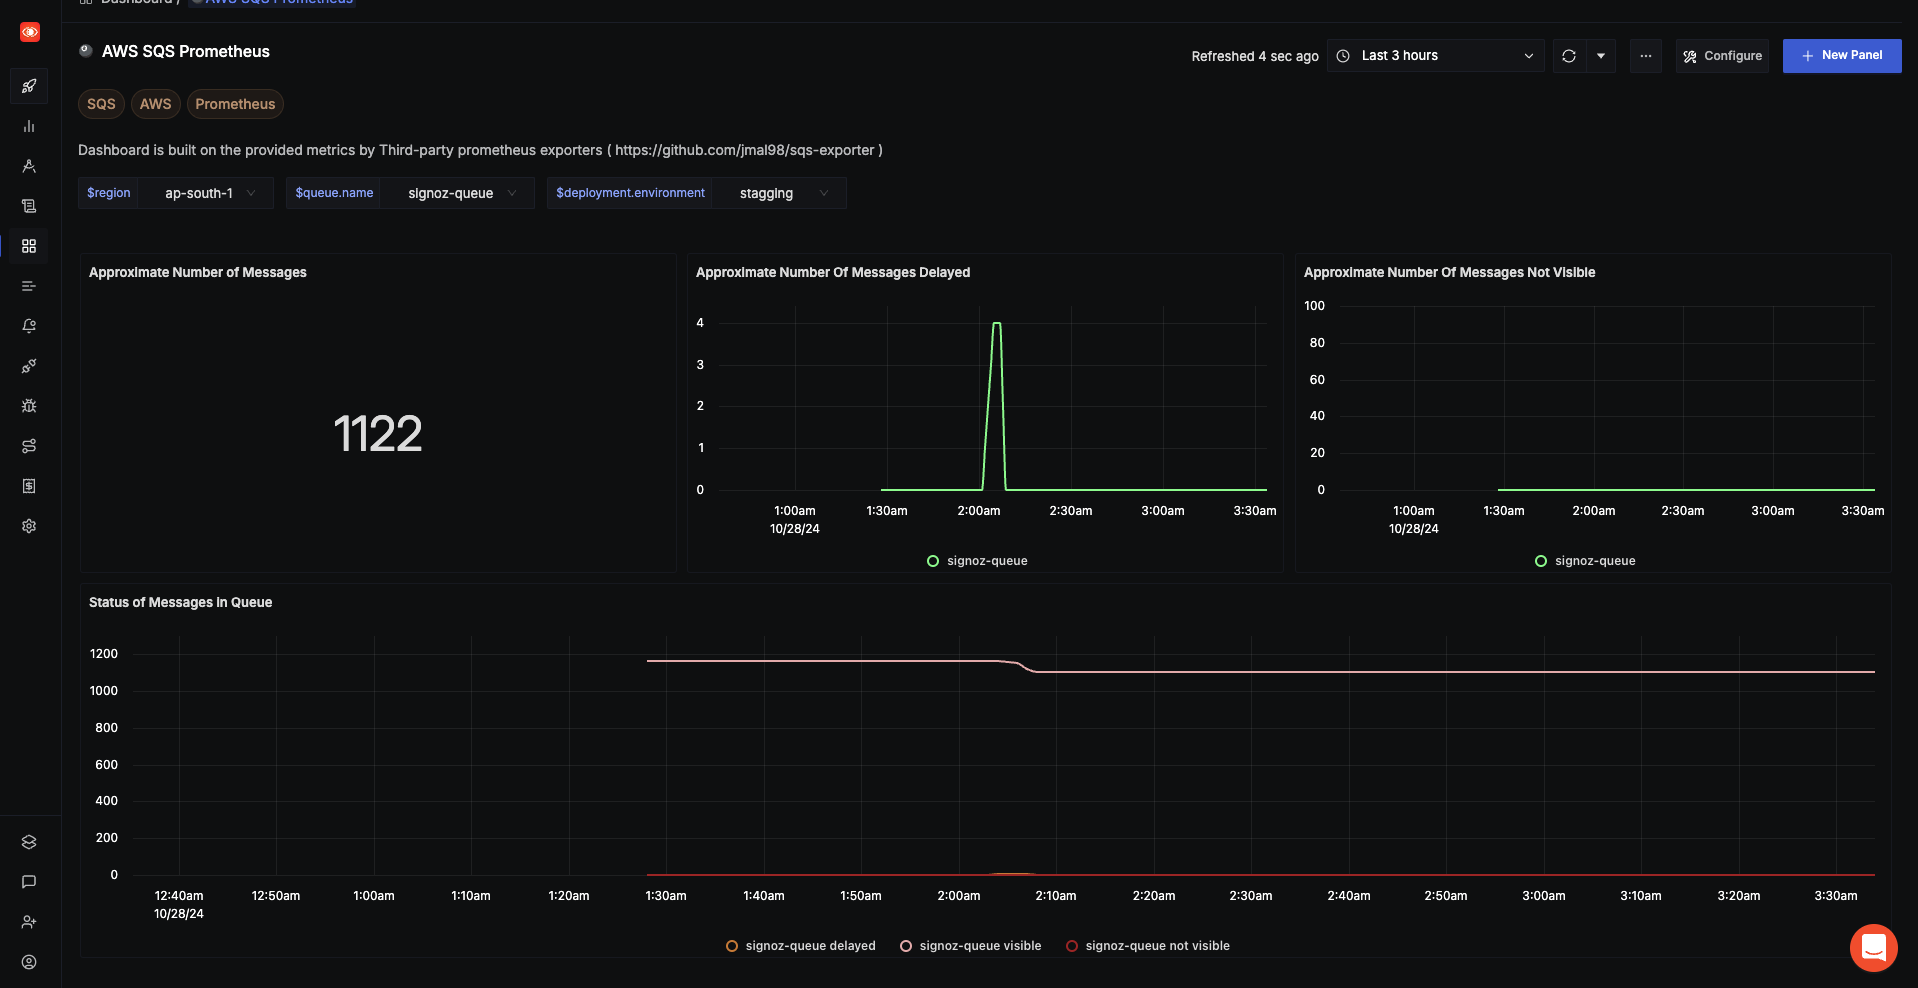 Dashboard / AWS SQS Prometheus
AWS SQS Prometheus
Refreshed 4 sec ago
Last 3 hours
...
Configure
New Panel
SQS
AWS
Prometheus
Dashboard is built on the provided metrics by Third-party prometheus exporters ( https://github.com/jmal98/sqs-exporter )
$region ap-south-1
$queue.name signoz-queue
$deployment.environment stagging
Approximate Number of Messages
1122
Approximate Number Of Messages Delayed
4
3
2
1
0
1:00am 1:30am 2:00am 2:30am 3:00am 3:30am
10/28/24
signoz-queue
Approximate Number Of Messages Not Visible
100
80
60
40
20
0
1:00am 1:30am 2:00am 2:30am 3:00am 3:30am
10/28/24
signoz-queue
Status of Messages in Queue
1200
1000
800
600
400
200
0
12:40am 12:50am 1:00am 1:10am 1:20am 1:30am 1:40am 1:50am 2:00am 2:10am 2:20am 2:30am 2:40am 2:50am 3:00am 3:10am 3:20am 3:30am
10/28/24
signoz-queue delayed signoz-queue visible signoz-queue not visible